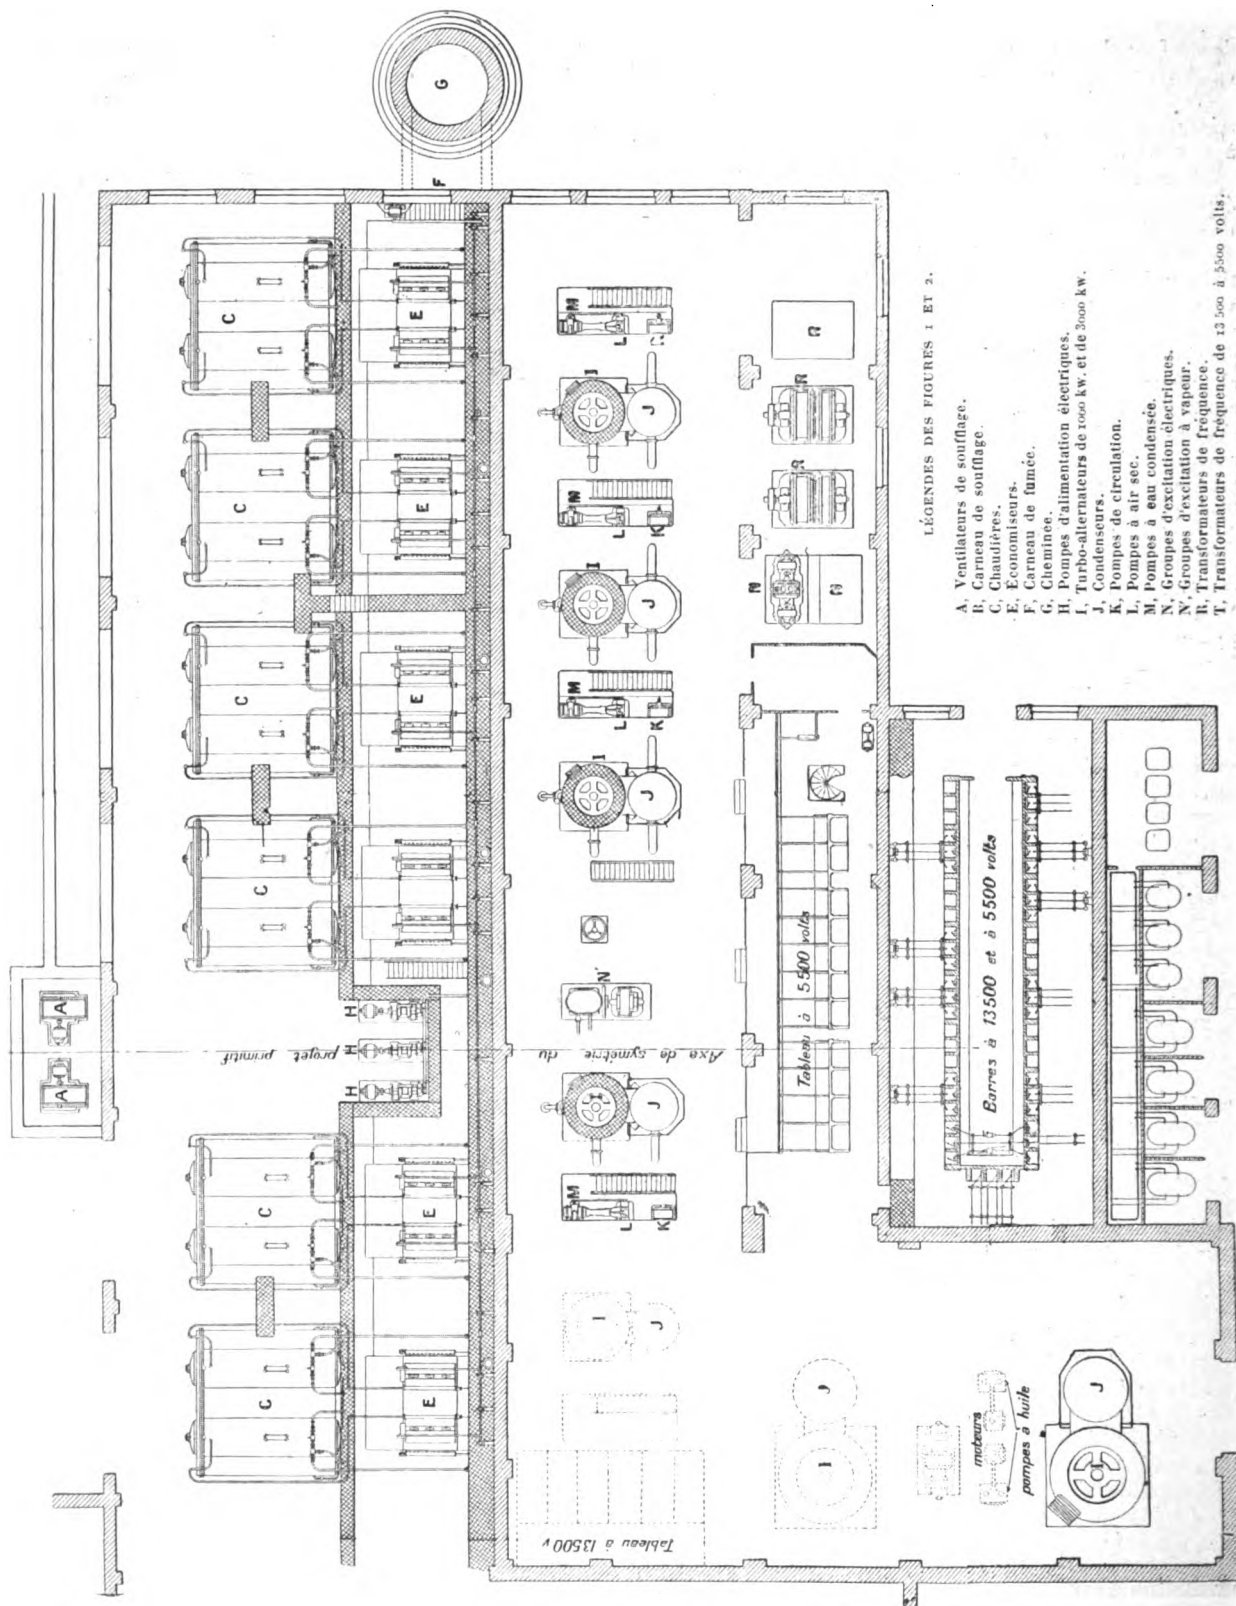 LÉGENDES DES FIGURES 1 ET 2.
A, Ventilateurs de soufflage.
B, Carneau de soufflage.
C, Chaudières.
E, Économiseurs.
F, Carneau de fumée.
G, Cheminée.
H, Pompes d'alimentation électriques.
I, Turbo-alternateurs de 1000 kw. et de 3000 kw.
J, Condenseurs.
K, Pompes de circulation.
L, Pompes à air sec.
M, Pompes à eau condensée.
N, Groupes d'excitation électriques.
N', Groupes d'excitation à vapeur.
R, Transformateurs de fréquence.
T, Transformateurs de fréquence de 13 500 à 5500 volts.
Axe de symétrie du projet primitif
Tableau à 5500 volts
Barres à 13500 et à 5500 volts
Tableau à 13500 v
moteurs
pompes à huile
A
A
C
C
C
C
C
C
E
E
E
E
E
F
G
H
H
H
I
I
I
I
I
J
J
J
J
J
J
J
K
K
K
L
L
L
L
M
M
M
M
N
N'
R
R